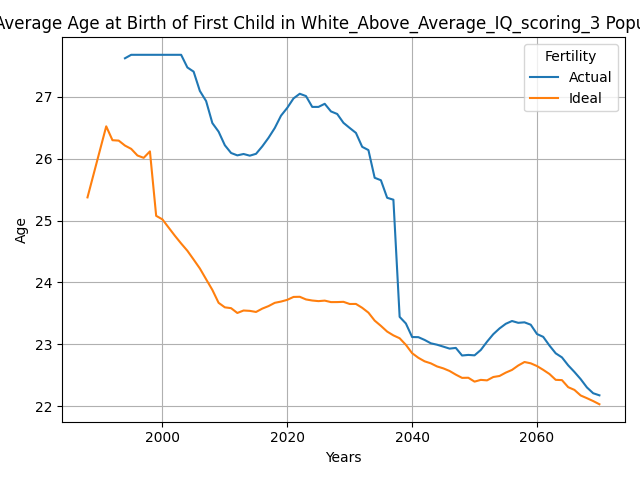 Average Age at Birth of First Child in White_Above_Average_IQ_scoring_3 Popu
Fertility
Actual
Ideal
27
26
25
24
23
22
Age
2000
2020
2040
2060
Years